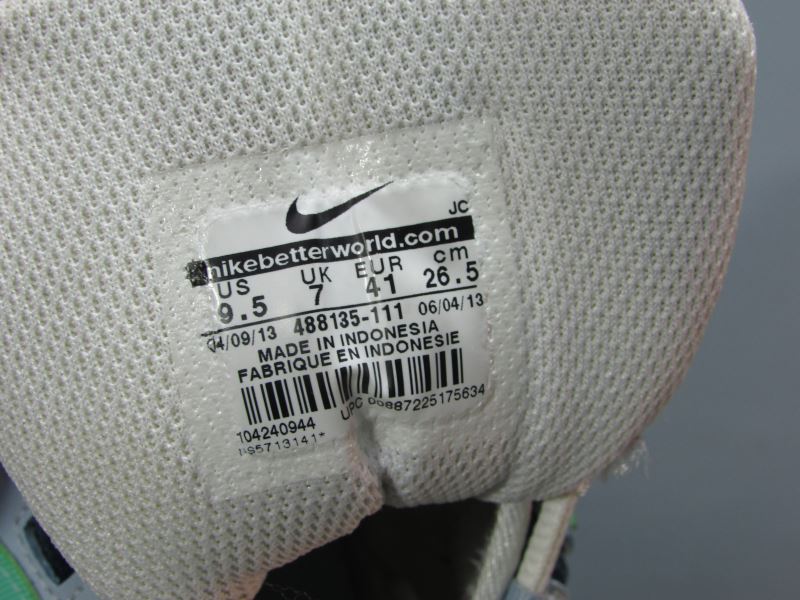 JC
nikebetterworld.com
US UK EUR cm
9.5 7 41 26.5
04/09/13 488135-111 06/04/13
MADE IN INDONESIA
FABRIQUE EN INDONESIE
UPC 00887225175634
104240944